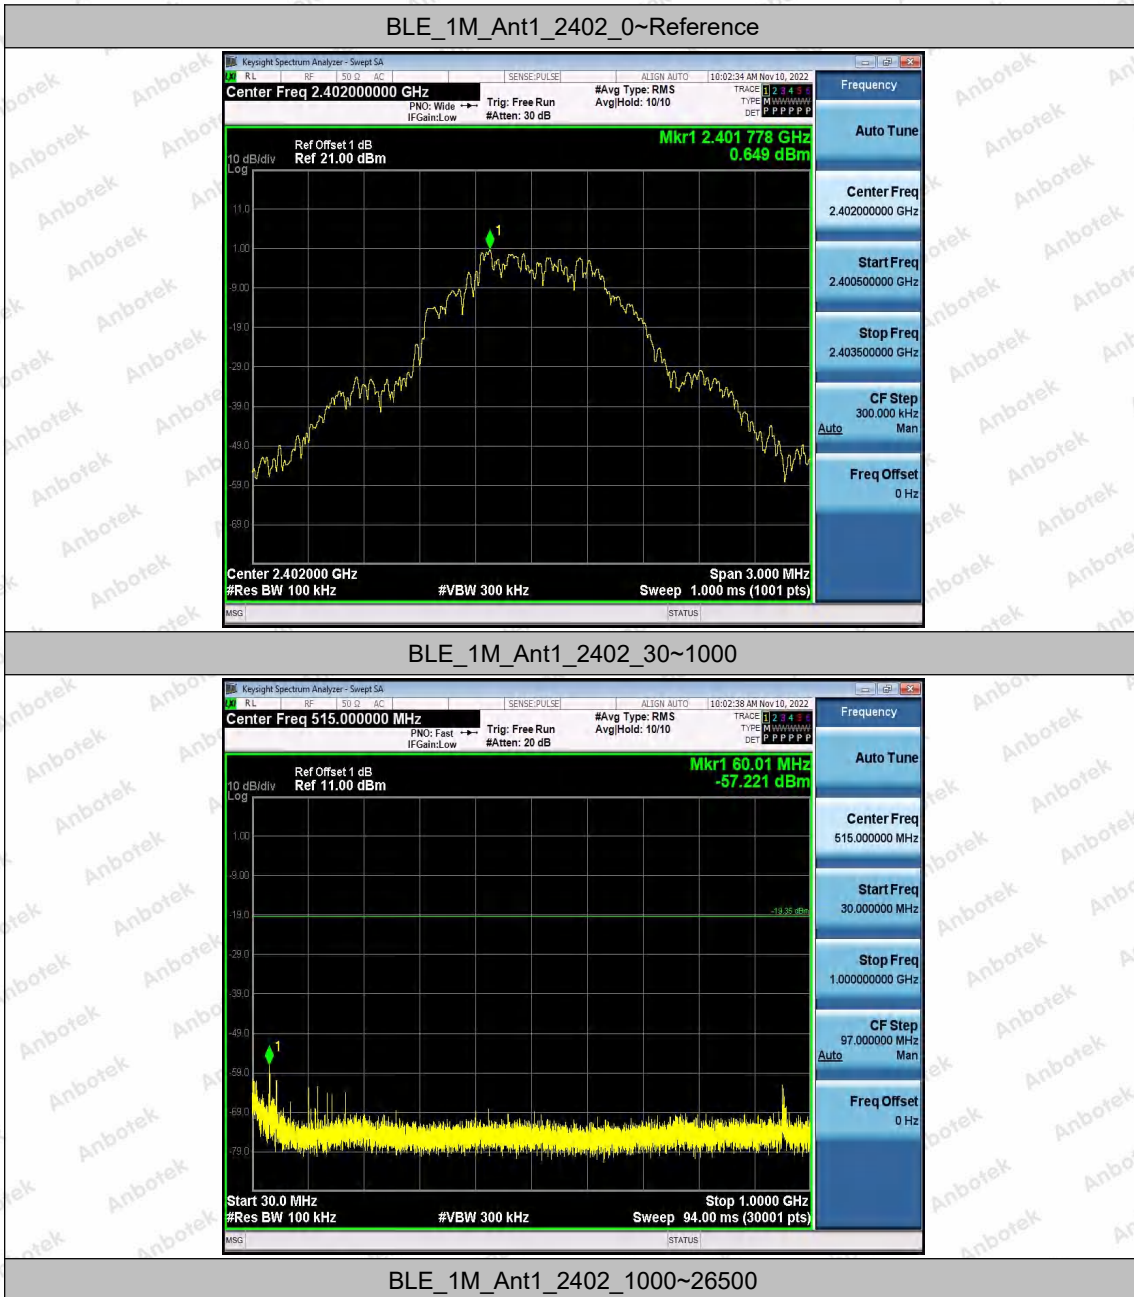 BLE_1M_Ant1_2402_0~Reference
Keysight Spectrum Analyzer - Swept SA
LXI RL RF 50 Ω AC SENSE:PULSE ALIGN AUTO 10:02:34 AM Nov 10, 2022
Center Freq 2.402000000 GHz
PNO: Wide
IFGain:Low
Trig: Free Run
#Atten: 30 dB
#Avg Type: RMS
Avg|Hold: 10/10
TRACE 1 2 3 4 5 6
TYPE M WWWWW
DET P P P P P P
Mkr1 2.401 778 GHz
0.649 dBm
Ref Offset 1 dB
10 dB/div Ref 21.00 dBm
Log
11.0
1.00
-9.00
-19.0
-29.0
-39.0
-49.0
-59.0
-69.0
1
Center 2.402000 GHz Span 3.000 MHz
#Res BW 100 kHz #VBW 300 kHz Sweep 1.000 ms (1001 pts)
MSG STATUS
Frequency
Auto Tune
Center Freq
2.402000000 GHz
Start Freq
2.400500000 GHz
Stop Freq
2.403500000 GHz
CF Step
300.000 kHz
Auto Man
Freq Offset
0 Hz
BLE_1M_Ant1_2402_30~1000
Keysight Spectrum Analyzer - Swept SA
LXI RL RF 50 Ω AC SENSE:PULSE ALIGN AUTO 10:02:38 AM Nov 10, 2022
Center Freq 515.000000 MHz
PNO: Fast
IFGain:Low
Trig: Free Run
#Atten: 20 dB
#Avg Type: RMS
Avg|Hold: 10/10
TRACE 1 2 3 4 5 6
TYPE M WWWWW
DET P P P P P P
Mkr1 60.01 MHz
-57.221 dBm
Ref Offset 1 dB
10 dB/div Ref 11.00 dBm
Log
1.00
-9.00
-19.0
-29.0
-39.0
-49.0
-59.0
-69.0
-79.0
-19.35 dBm
1
Start 30.0 MHz Stop 1.0000 GHz
#Res BW 100 kHz #VBW 300 kHz Sweep 94.00 ms (30001 pts)
MSG STATUS
Frequency
Auto Tune
Center Freq
515.000000 MHz
Start Freq
30.000000 MHz
Stop Freq
1.000000000 GHz
CF Step
97.000000 MHz
Auto Man
Freq Offset
0 Hz
BLE_1M_Ant1_2402_1000~26500
Anbotek